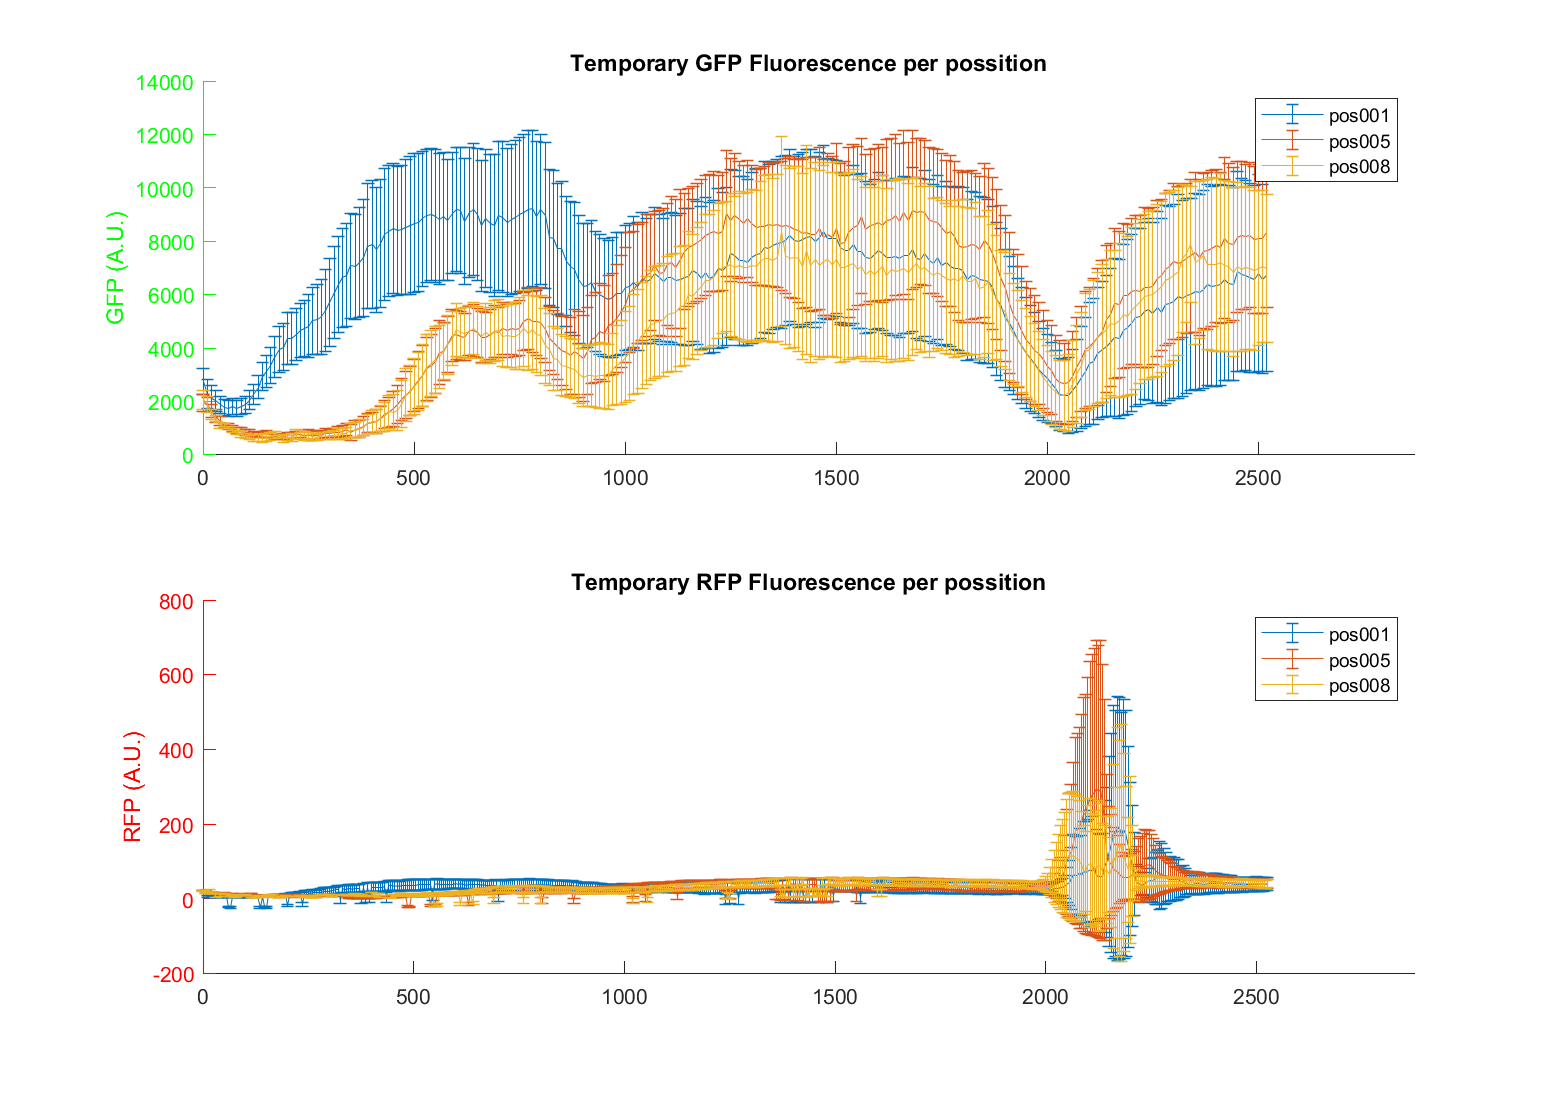 Temporary GFP Fluorescence per possition
14000
12000
10000
8000
6000
4000
2000
0
GFP (A.U.)
pos001
pos005
pos008
0 500 1000 1500 2000 2500
Temporary RFP Fluorescence per possition
800
600
400
200
0
-200
RFP (A.U.)
pos001
pos005
pos008
0 500 1000 1500 2000 2500